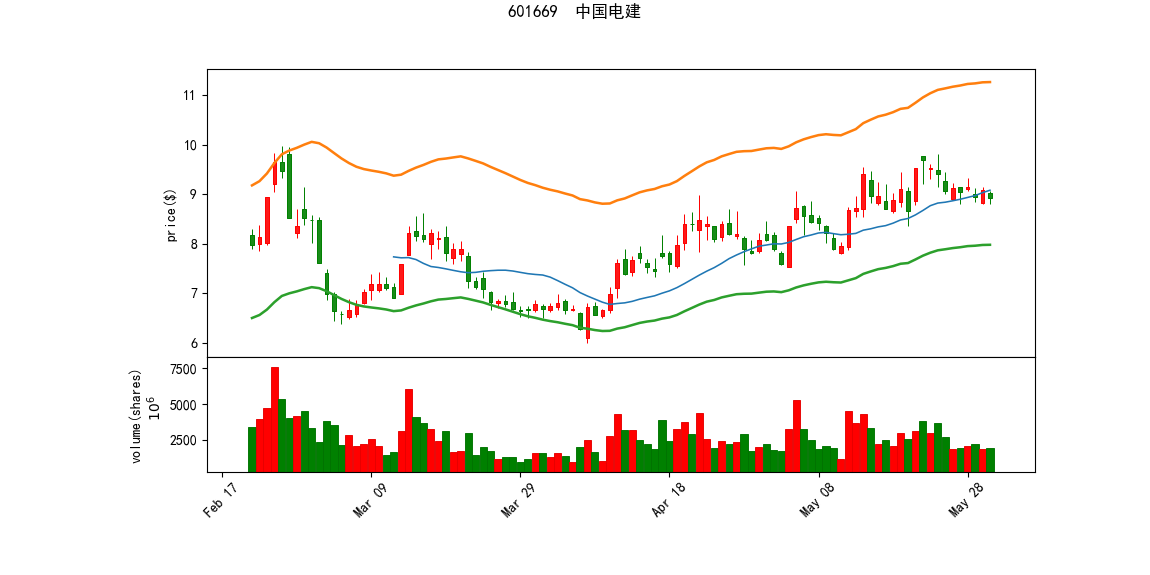 601669 中国电建
price($)
11
10
9
8
7
6
volume(shares)
10^6
7500
5000
2500
Feb 17
Mar 09
Mar 29
Apr 18
May 08
May 28